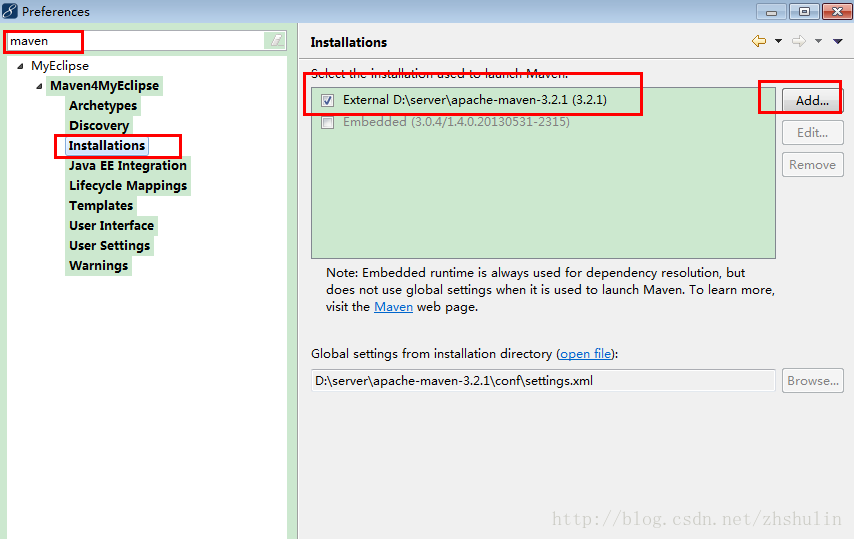 Preferences
maven
MyEclipse
Maven4MyEclipse
Archetypes
Discovery
Installations
Java EE Integration
Lifecycle Mappings
Templates
User Interface
User Settings
Warnings
Installations
Select the installation used to launch Maven:
External D:\server\apache-maven-3.2.1 (3.2.1)
Embedded (3.0.4/1.4.0.20130531-2315)
Add...
Edit...
Remove
Note: Embedded runtime is always used for dependency resolution, but
does not use global settings when it is used to launch Maven. To learn more,
visit the Maven web page.
Global settings from installation directory (open file):
D:\server\apache-maven-3.2.1\conf\settings.xml
Browse...
http://blog.csdn.net/zhshulin